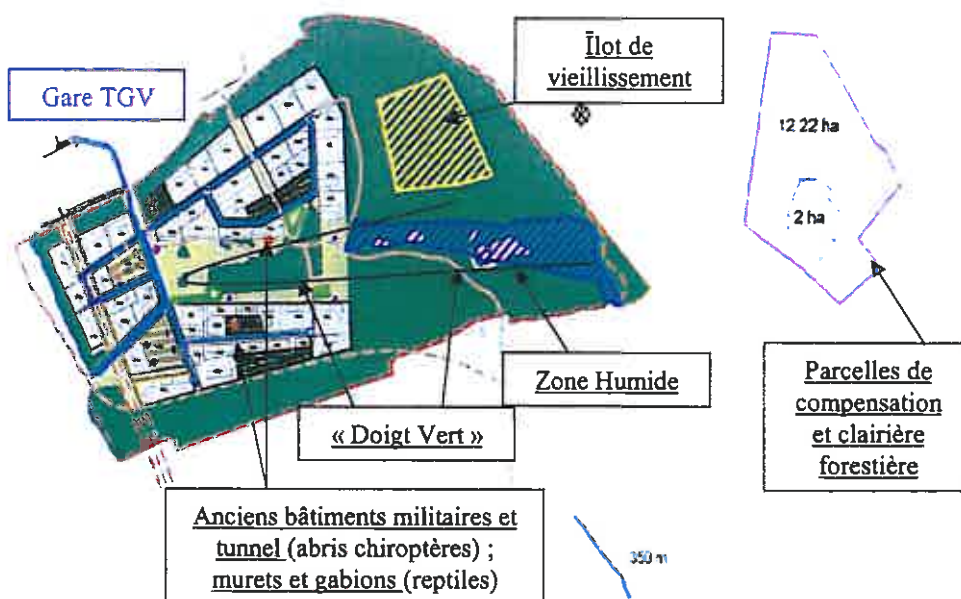 Îlot de
vieillissement
Gare TGV
12 22 ha
2 ha
Zone Humide
« Doigt Vert »
Parcelles de
compensation
et clairière
forestière
Anciens bâtiments militaires et
tunnel (abris chiroptères) ;
murets et gabions (reptiles)
350 m